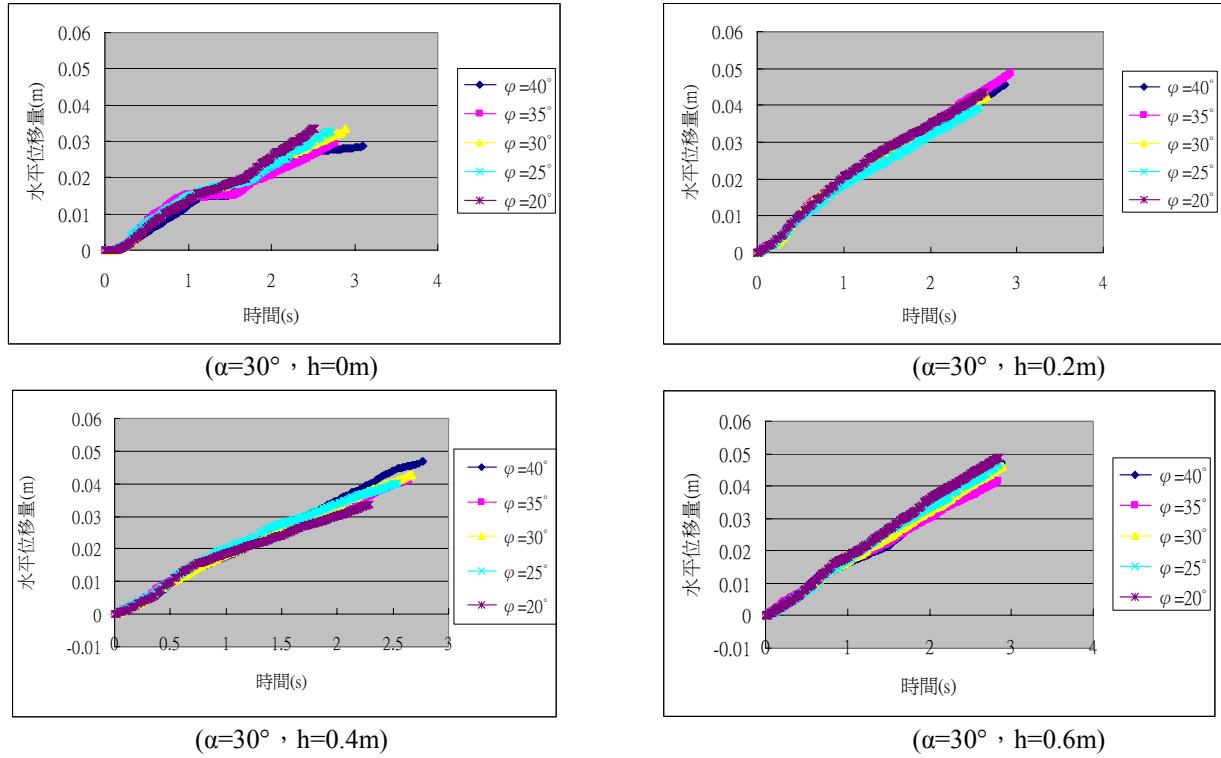 0.06
0.05
0.04
0.03
0.02
0.01
0
水平位移量(m)
0 1 2 3 4
時間(s)
φ=40°
φ=35°
φ=30°
φ=25°
φ=20°
(α=30°，h=0m)
0.06
0.05
0.04
0.03
0.02
0.01
0
水平位移量(m)
0 1 2 3 4
時間(s)
φ=40°
φ=35°
φ=30°
φ=25°
φ=20°
(α=30°，h=0.2m)
0.06
0.05
0.04
0.03
0.02
0.01
0
-0.01
水平位移量(m)
0 0.5 1 1.5 2 2.5 3
時間(s)
φ=40°
φ=35°
φ=30°
φ=25°
φ=20°
(α=30°，h=0.4m)
0.06
0.05
0.04
0.03
0.02
0.01
0
-0.01
水平位移量(m)
0 1 2 3 4
時間(s)
φ=40°
φ=35°
φ=30°
φ=25°
φ=20°
(α=30°，h=0.6m)